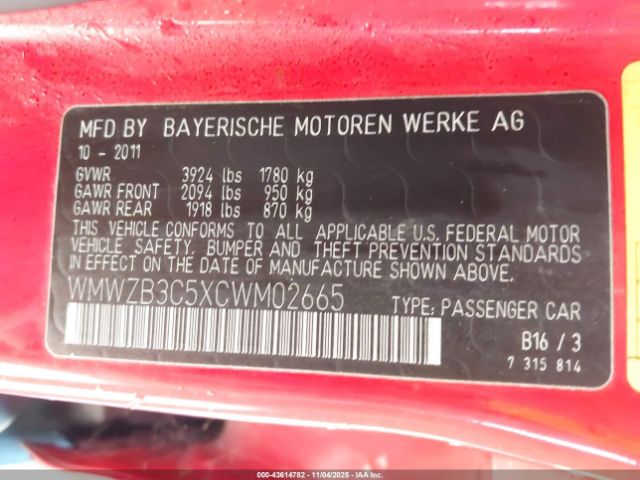 MFD BY BAYERISCHE MOTOREN WERKE AG
10 - 2011
GVWR 3924 lbs 1780 kg
GAWR FRONT 2094 lbs 950 kg
GAWR REAR 1918 lbs 870 kg
THIS VEHICLE CONFORMS TO ALL APPLICABLE U.S. FEDERAL MOTOR
VEHICLE SAFETY, BUMPER AND THEFT PREVENTION STANDARDS
IN EFFECT ON THE DATE OF MANUFACTURE SHOWN ABOVE.
WMWZB3C5XCWM02665 TYPE: PASSENGER CAR
B16 / 3
7 315 814
000-43614782 - 11/04/2025 - IAAI.COM